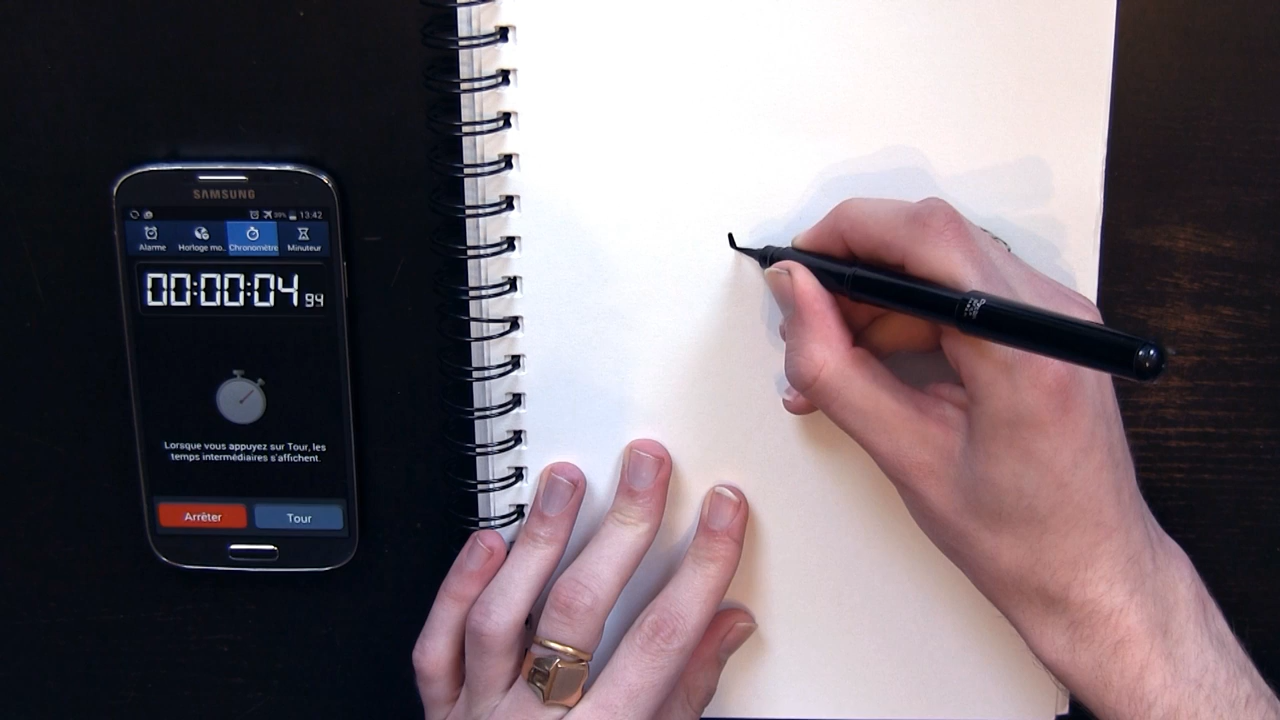 SAMSUNG
13:42
Alarme Horloge mo.. Chronomètre Minuteur
00:00:04 94
Lorsque vous appuyez sur Tour, les
temps intermédiaires s'affichent.
Arrêter Tour